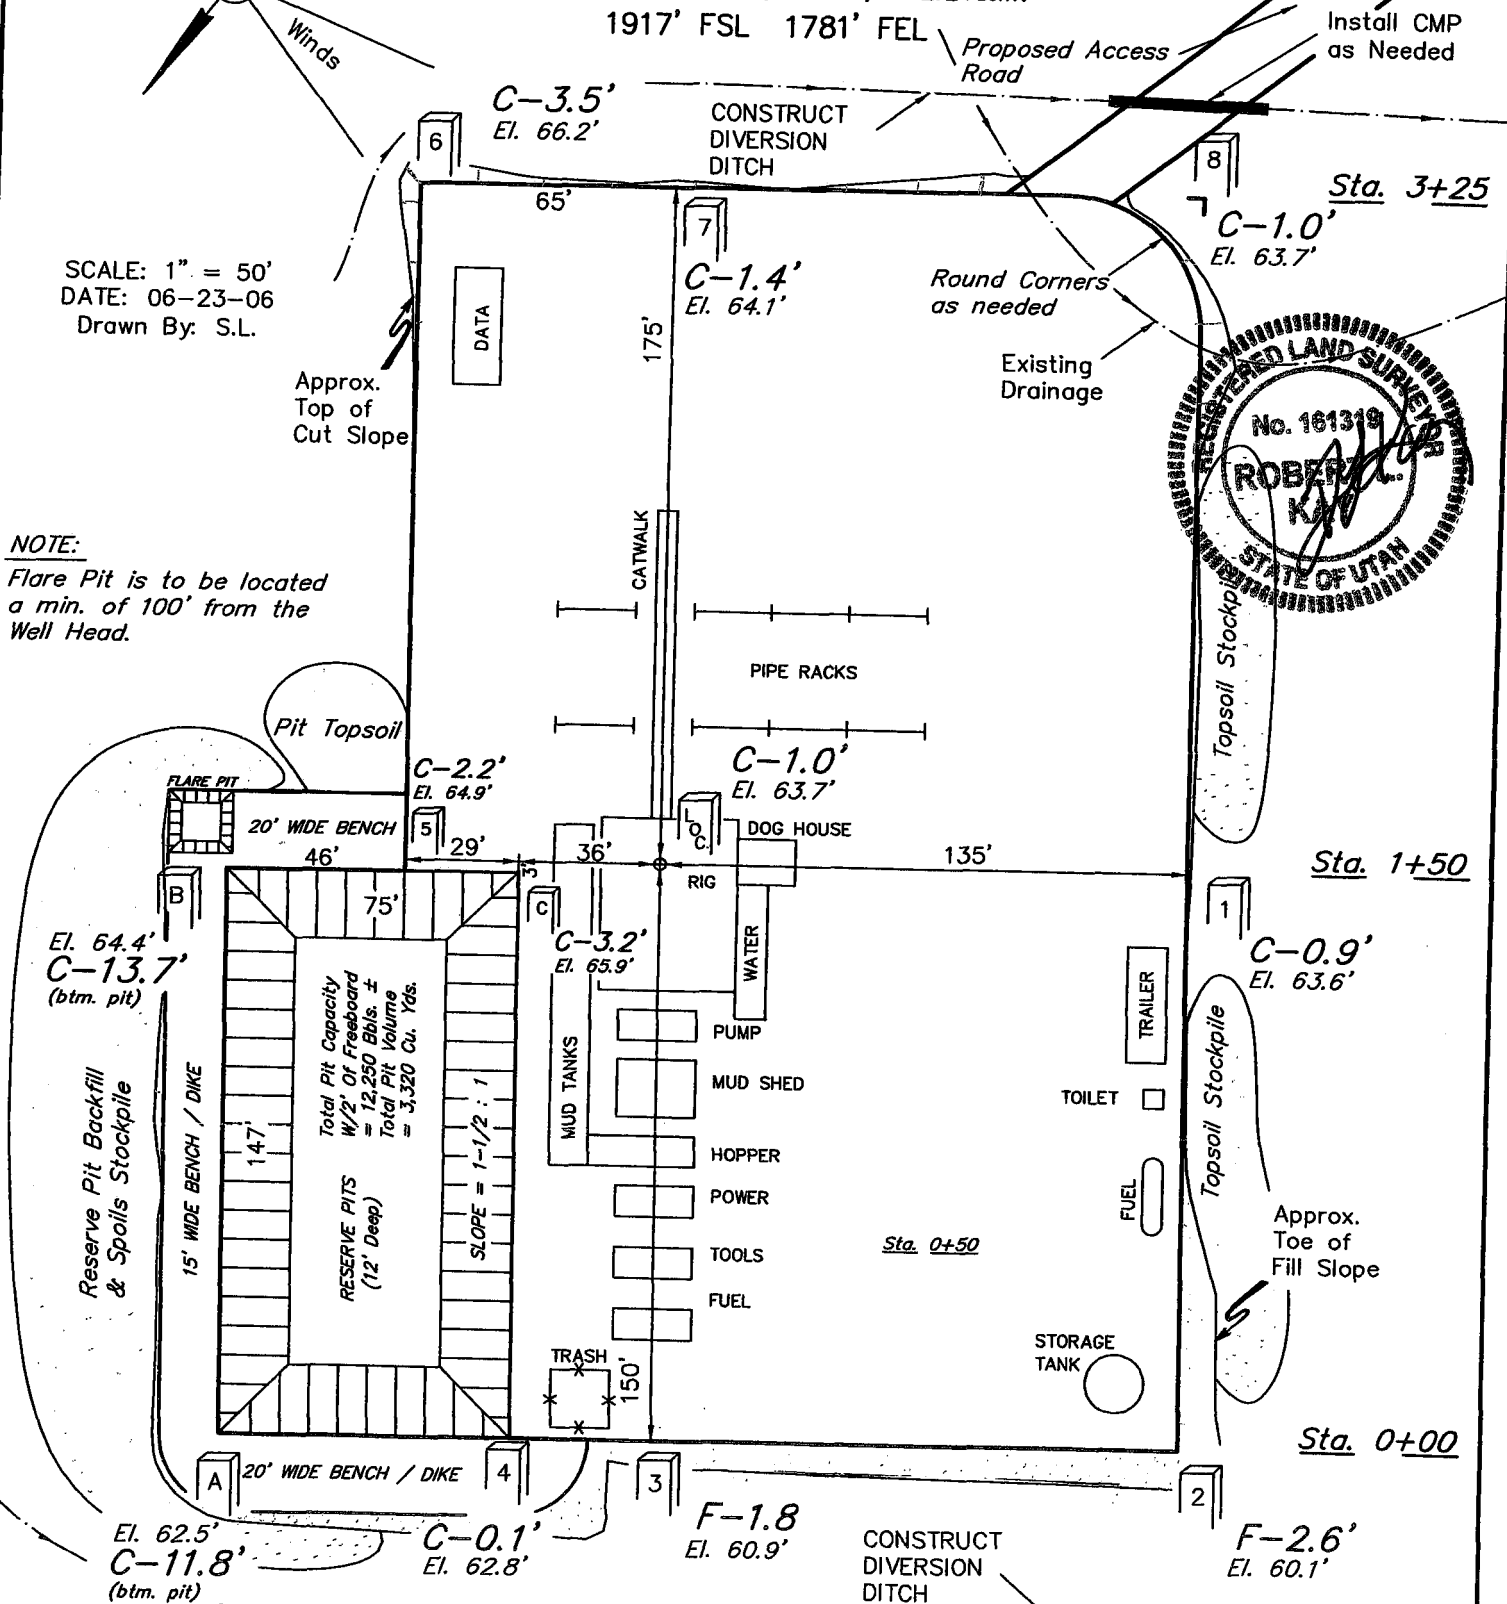 1917' FSL 1781' FEL
Winds
Proposed Access
Road
Install CMP
as Needed
C-3.5'
El. 66.2'
CONSTRUCT
DIVERSION
DITCH
6
8
Sta. 3+25
65'
7
C-1.0'
El. 63.7'
SCALE: 1" = 50'
DATE: 06-23-06
Drawn By: S.L.
C-1.4'
El. 64.1'
Round Corners
as needed
DATA
175'
Existing
Drainage
Approx.
Top of
Cut Slope
REGISTERED LAND SURVEYOR
No. 161319
ROBERT L.
STATE OF UTAH
NOTE:
Flare Pit is to be located
a min. of 100' from the
Well Head.
CATWALK
PIPE RACKS
Topsoil Stockpile
Pit Topsoil
C-2.2'
El. 64.9'
C-1.0'
El. 63.7'
FLARE PIT
20' WIDE BENCH
5
LOC.
DOG HOUSE
46'
29'
3'
36'
RIG
135'
Sta. 1+50
B
75'
C
1
El. 64.4'
C-13.7'
(btm. pit)
C-3.2'
El. 65.9'
WATER
C-0.9'
El. 63.6'
Total Pit Capacity
W/2' Of Freeboard
= 12,250 Bbls. ±
Total Pit Volume
= 3,320 Cu. Yds.
TRAILER
PUMP
MUD TANKS
MUD SHED
TOILET
Topsoil Stockpile
Reserve Pit Backfill
& Spoils Stockpile
15' WIDE BENCH / DIKE
147'
SLOPE = 1-1/2 : 1
HOPPER
RESERVE PITS
(12' Deep)
POWER
FUEL
Approx.
Toe of
Fill Slope
TOOLS
Sta. 0+50
FUEL
STORAGE
TANK
TRASH
150'
Sta. 0+00
A
20' WIDE BENCH / DIKE
4
3
2
El. 62.5'
C-11.8'
(btm. pit)
C-0.1'
El. 62.8'
F-1.8
El. 60.9'
CONSTRUCT
DIVERSION
DITCH
F-2.6'
El. 60.1'